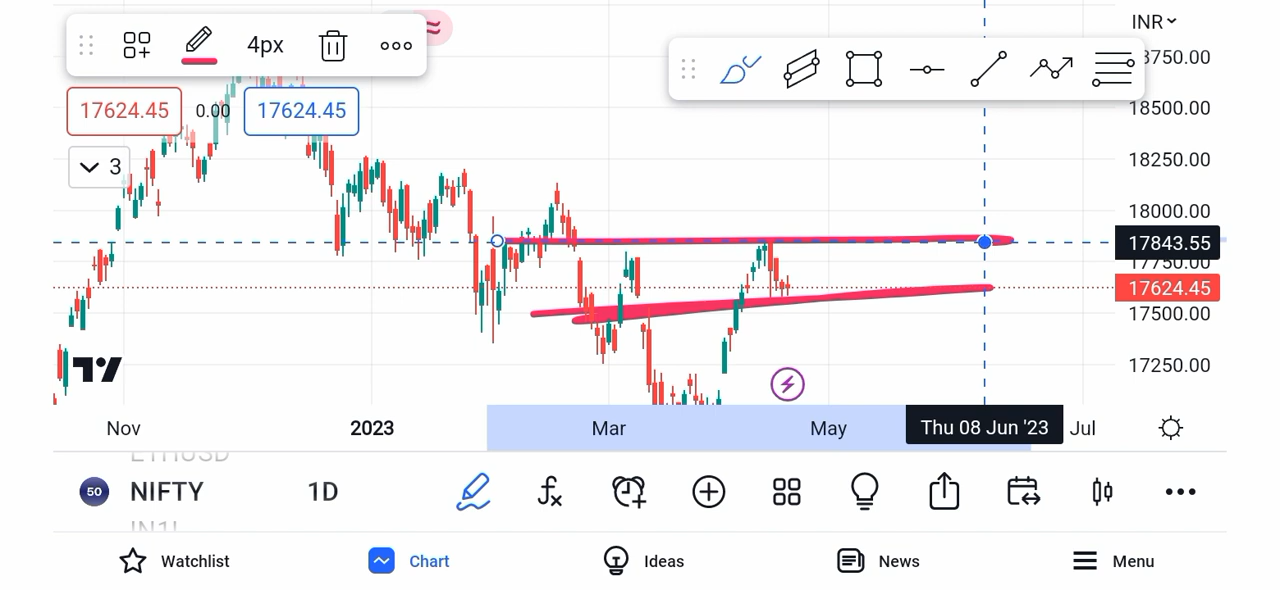 INR
4px
18750.00
17624.45 0.00 17624.45
18500.00
3
18250.00
18000.00
17843.55
17750.00
17624.45
17500.00
17250.00
Nov 2023 Mar May Thu 08 Jun '23 Jul
ETHUSD
50 NIFTY 1D
Watchlist Chart Ideas News Menu